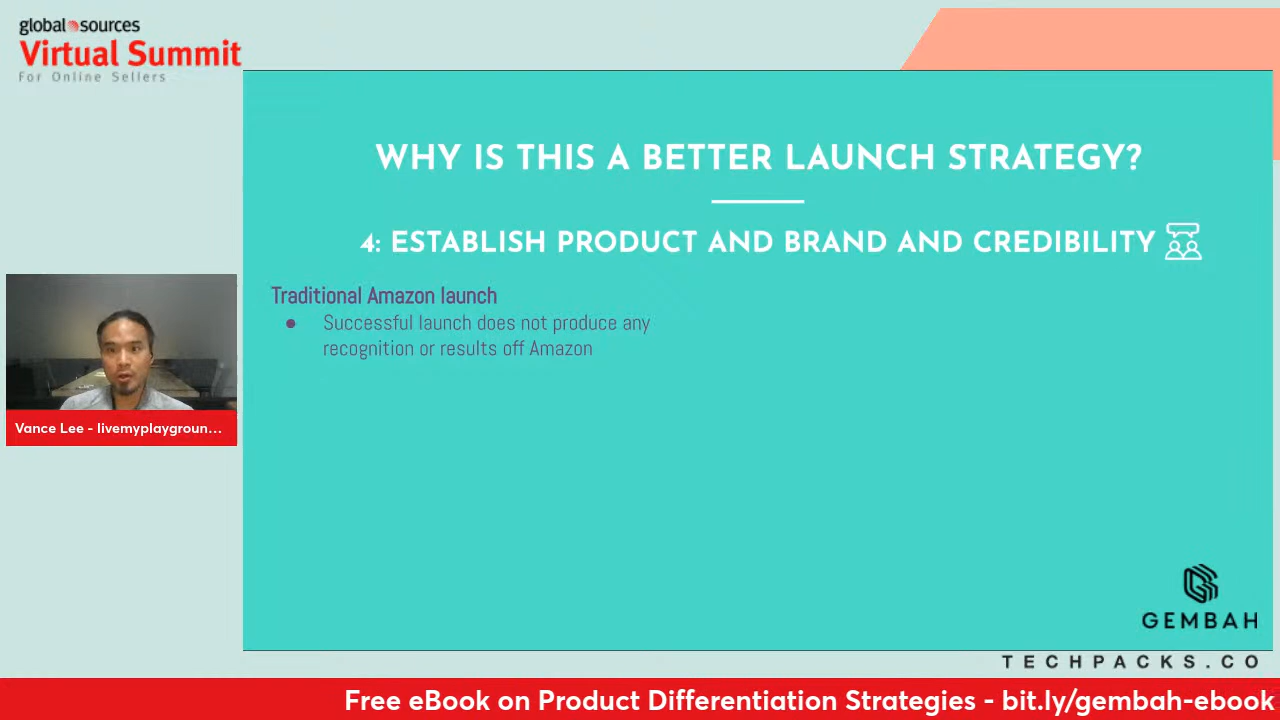 global sources
Virtual Summit
For Online Sellers
WHY IS THIS A BETTER LAUNCH STRATEGY?
4: ESTABLISH PRODUCT AND BRAND AND CREDIBILITY
Traditional Amazon launch
● Successful launch does not produce any
recognition or results off Amazon
Vance Lee - livemyplaygroun...
GEMBAH
TECHPACKS.CO
Free eBook on Product Differentiation Strategies - bit.ly/gembah-ebook